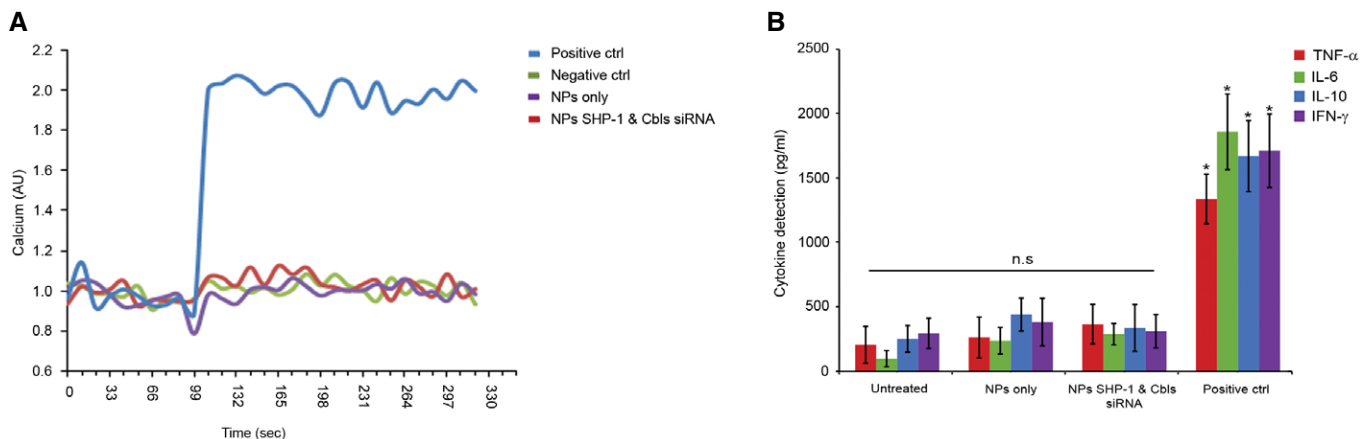 A
2.2
2.0
1.8
1.6
1.4
1.2
1.0
0.8
0.6
Calcium (AU)
0
33
66
99
132
165
198
231
264
297
330
Time (sec)
Positive ctrl
Negative ctrl
NPs only
NPs SHP-1 & Cbls siRNA
B
2500
2000
1500
1000
500
0
Cytokine detection (pg/ml)
n.s
*
*
*
*
Untreated
NPs only
NPs SHP-1 & Cbls
siRNA
Positive ctrl
TNF-α
IL-6
IL-10
IFN-γ